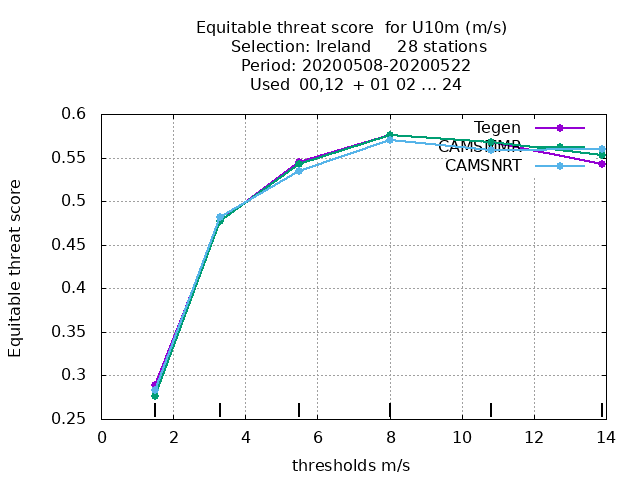 Equitable threat score for U10m (m/s)
Selection: Ireland 28 stations
Period: 20200508-20200522
Used 00,12 + 01 02 ... 24
Equitable threat score
0.6
0.55
0.5
0.45
0.4
0.35
0.3
0.25
Tegen
CAMSMMR
CAMSNRT
0 2 4 6 8 10 12 14
thresholds m/s